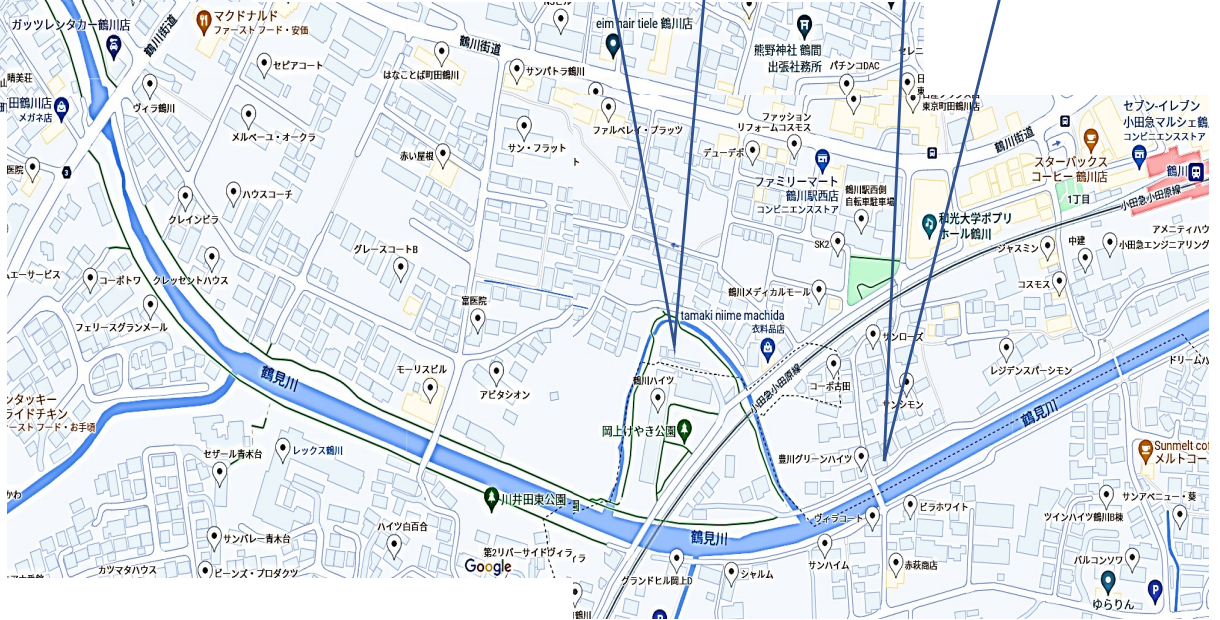 ガッツレンタカー鶴川店
マクドナルド
ファーストフード・安価
鶴川街道
セピアコート
晴美荘
田鶴川店
メガネ店
ヴィラ鶴川
メルベーユ・オークラ
医院
3
ハウスコーチ
クレインビラ
eim hair tiele 鶴川店
鶴川街道
はなことば町田鶴川
サンパトラ鶴川
ファルベレイ・プラッツ
サン・フラット
ト
赤い屋根
熊野神社 鶴間
出張社務所
パチンコDAC
セレニ
日
東
東京町田鶴川店
ファッション
リフォームコスモス
デューデポ
ファミリーマート
鶴川駅西店
コンビニエンスストア
鶴川駅西側
自転車駐車場
鶴川街道
セブン-イレブン
小田急マルシェ鶴
コンビニエンスストア
スターバックス
コーヒー 鶴川店
鶴川
1丁目
小田急小田原線
和光大学ポプリ
ホール鶴川
SK2
ジャスミン
中建
アメニティハウ
小田急エンジニアリング
コスモス
グレースコートB
エーサービス
コーポトワ
クレッセントハウス
フェリースグランメール
富医院
鶴川メディカルモール
tamaki niime machida
衣料品店
サンローズ
レジデンスパーシモン
ドリームハ
鶴見川
モーリスビル
アビタシオン
鶴川ハイツ
小田急小田原線
コーポ古田
サンシモン
鶴見川
ンタッキー
ライドチキン
ーストフード・お手頃
岡上けやき公園
セザール青木台
レックス鶴川
豊川グリーンハイツ
Sunmelt cof
メルトコー
かわ
川井田東公園
園
ヴィラコート
ビラホワイト
サンアベニュー・葵
ツインハイツ鶴川B棟
サンバレー青木台
ハイツ白百合
鶴見川
第2リバーサイドヴィラ
ィラ
カツマタハウス
ビーンズ・プロダクツ
Google
グランドヒル岡上D
シャルム
サンハイム
赤荻商店
バルコンソワ
ゆらりん
P
鶴川
P